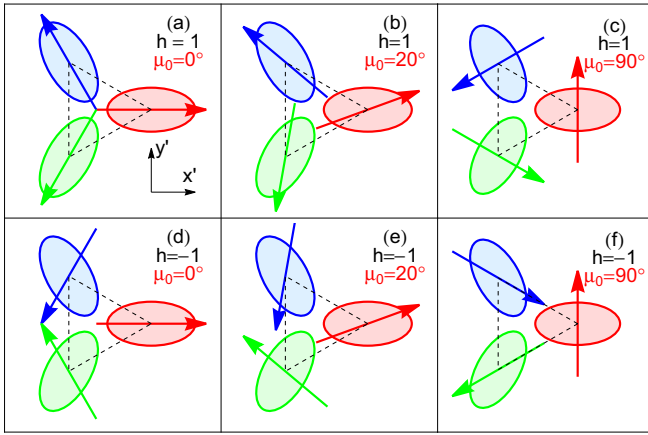 (a)
h = 1
μ₀=0°
y'
x'
(b)
h=1
μ₀=20°
(c)
h=1
μ₀=90°
(d)
h=−1
μ₀=0°
(e)
h=−1
μ₀=20°
(f)
h=−1
μ₀=90°